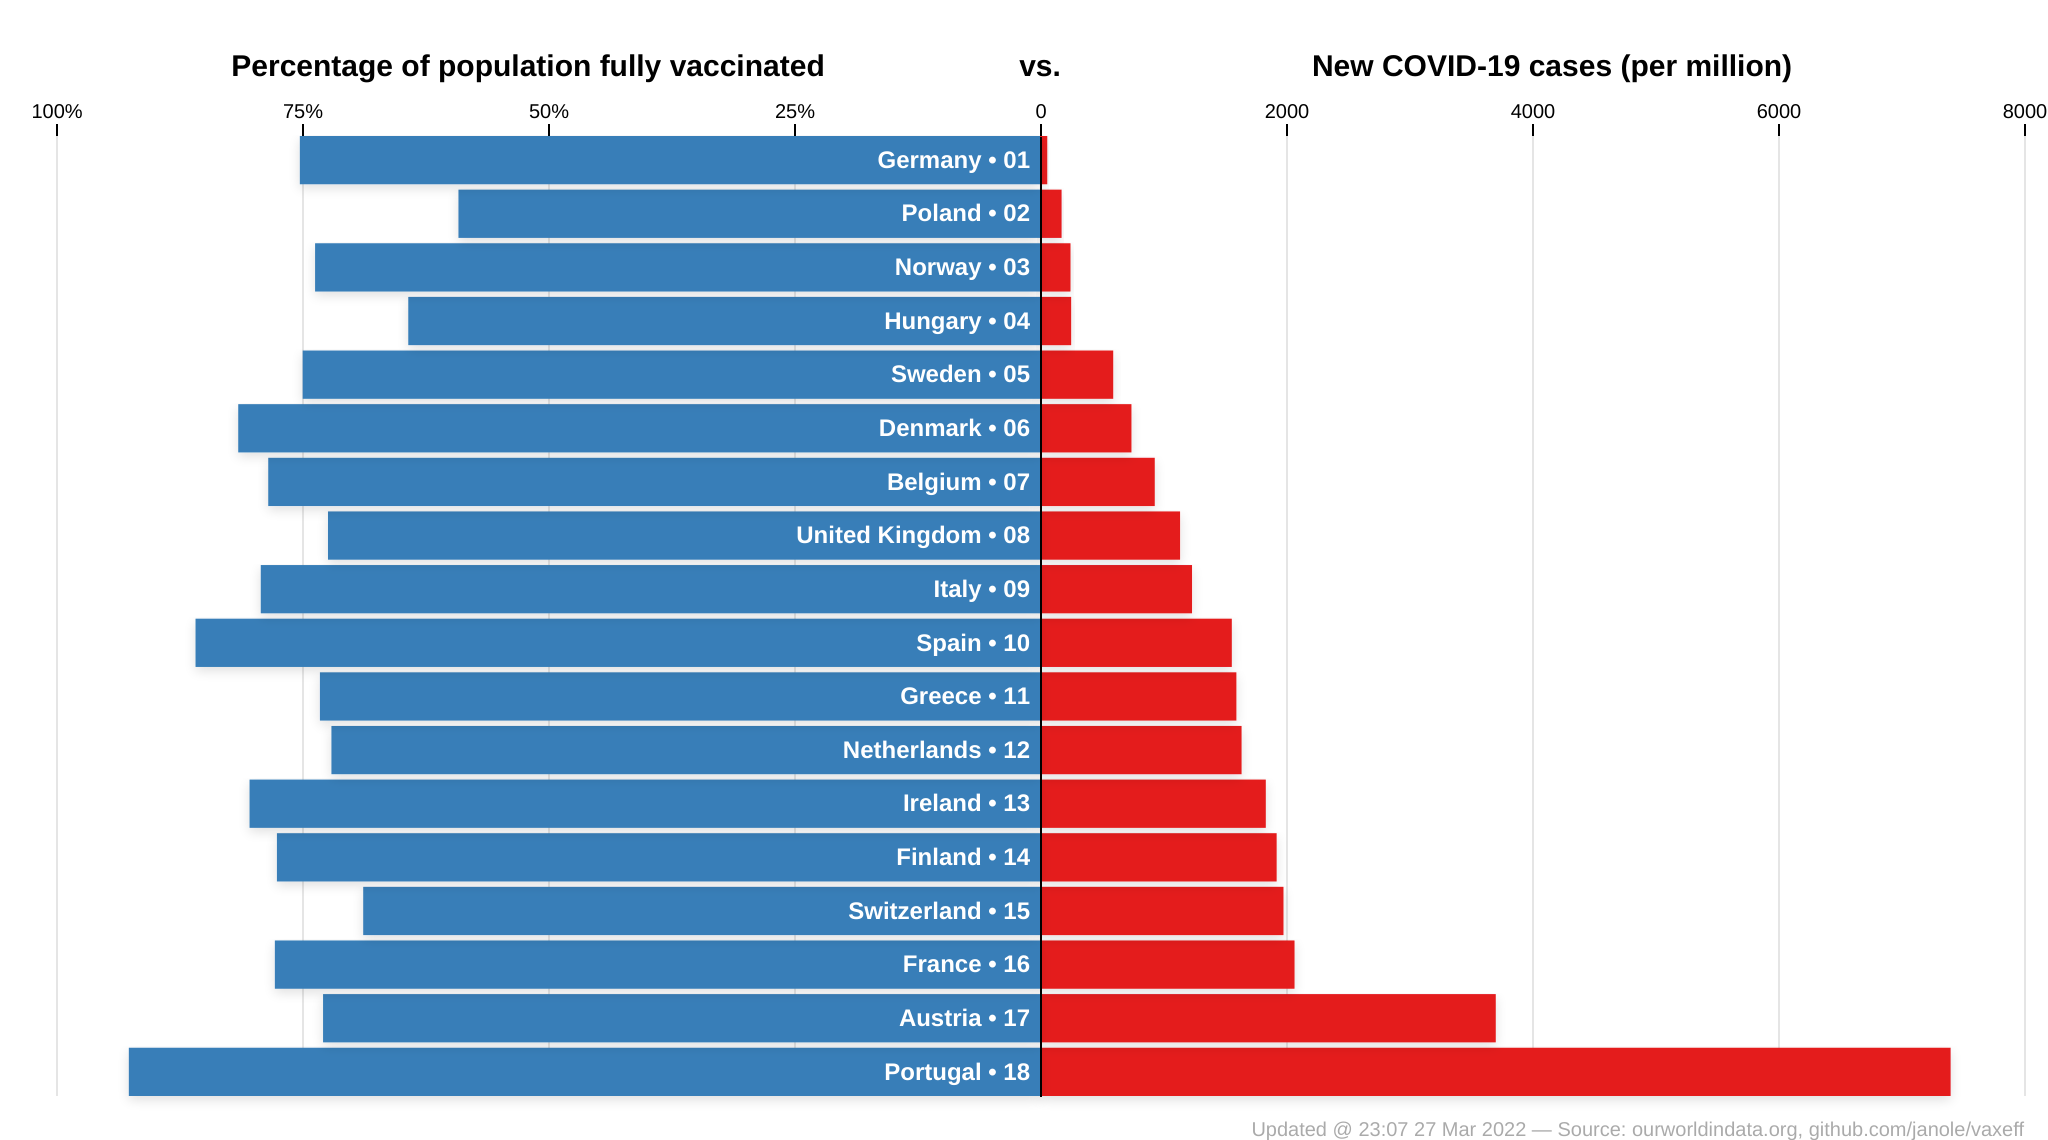 Percentage of population fully vaccinated vs. New COVID-19 cases (per million)
100% 75% 50% 25% 0 2000 4000 6000 8000
Germany • 01
Poland • 02
Norway • 03
Hungary • 04
Sweden • 05
Denmark • 06
Belgium • 07
United Kingdom • 08
Italy • 09
Spain • 10
Greece • 11
Netherlands • 12
Ireland • 13
Finland • 14
Switzerland • 15
France • 16
Austria • 17
Portugal • 18
Updated @ 23:07 27 Mar 2022 — Source: ourworldindata.org, github.com/janole/vaxeff